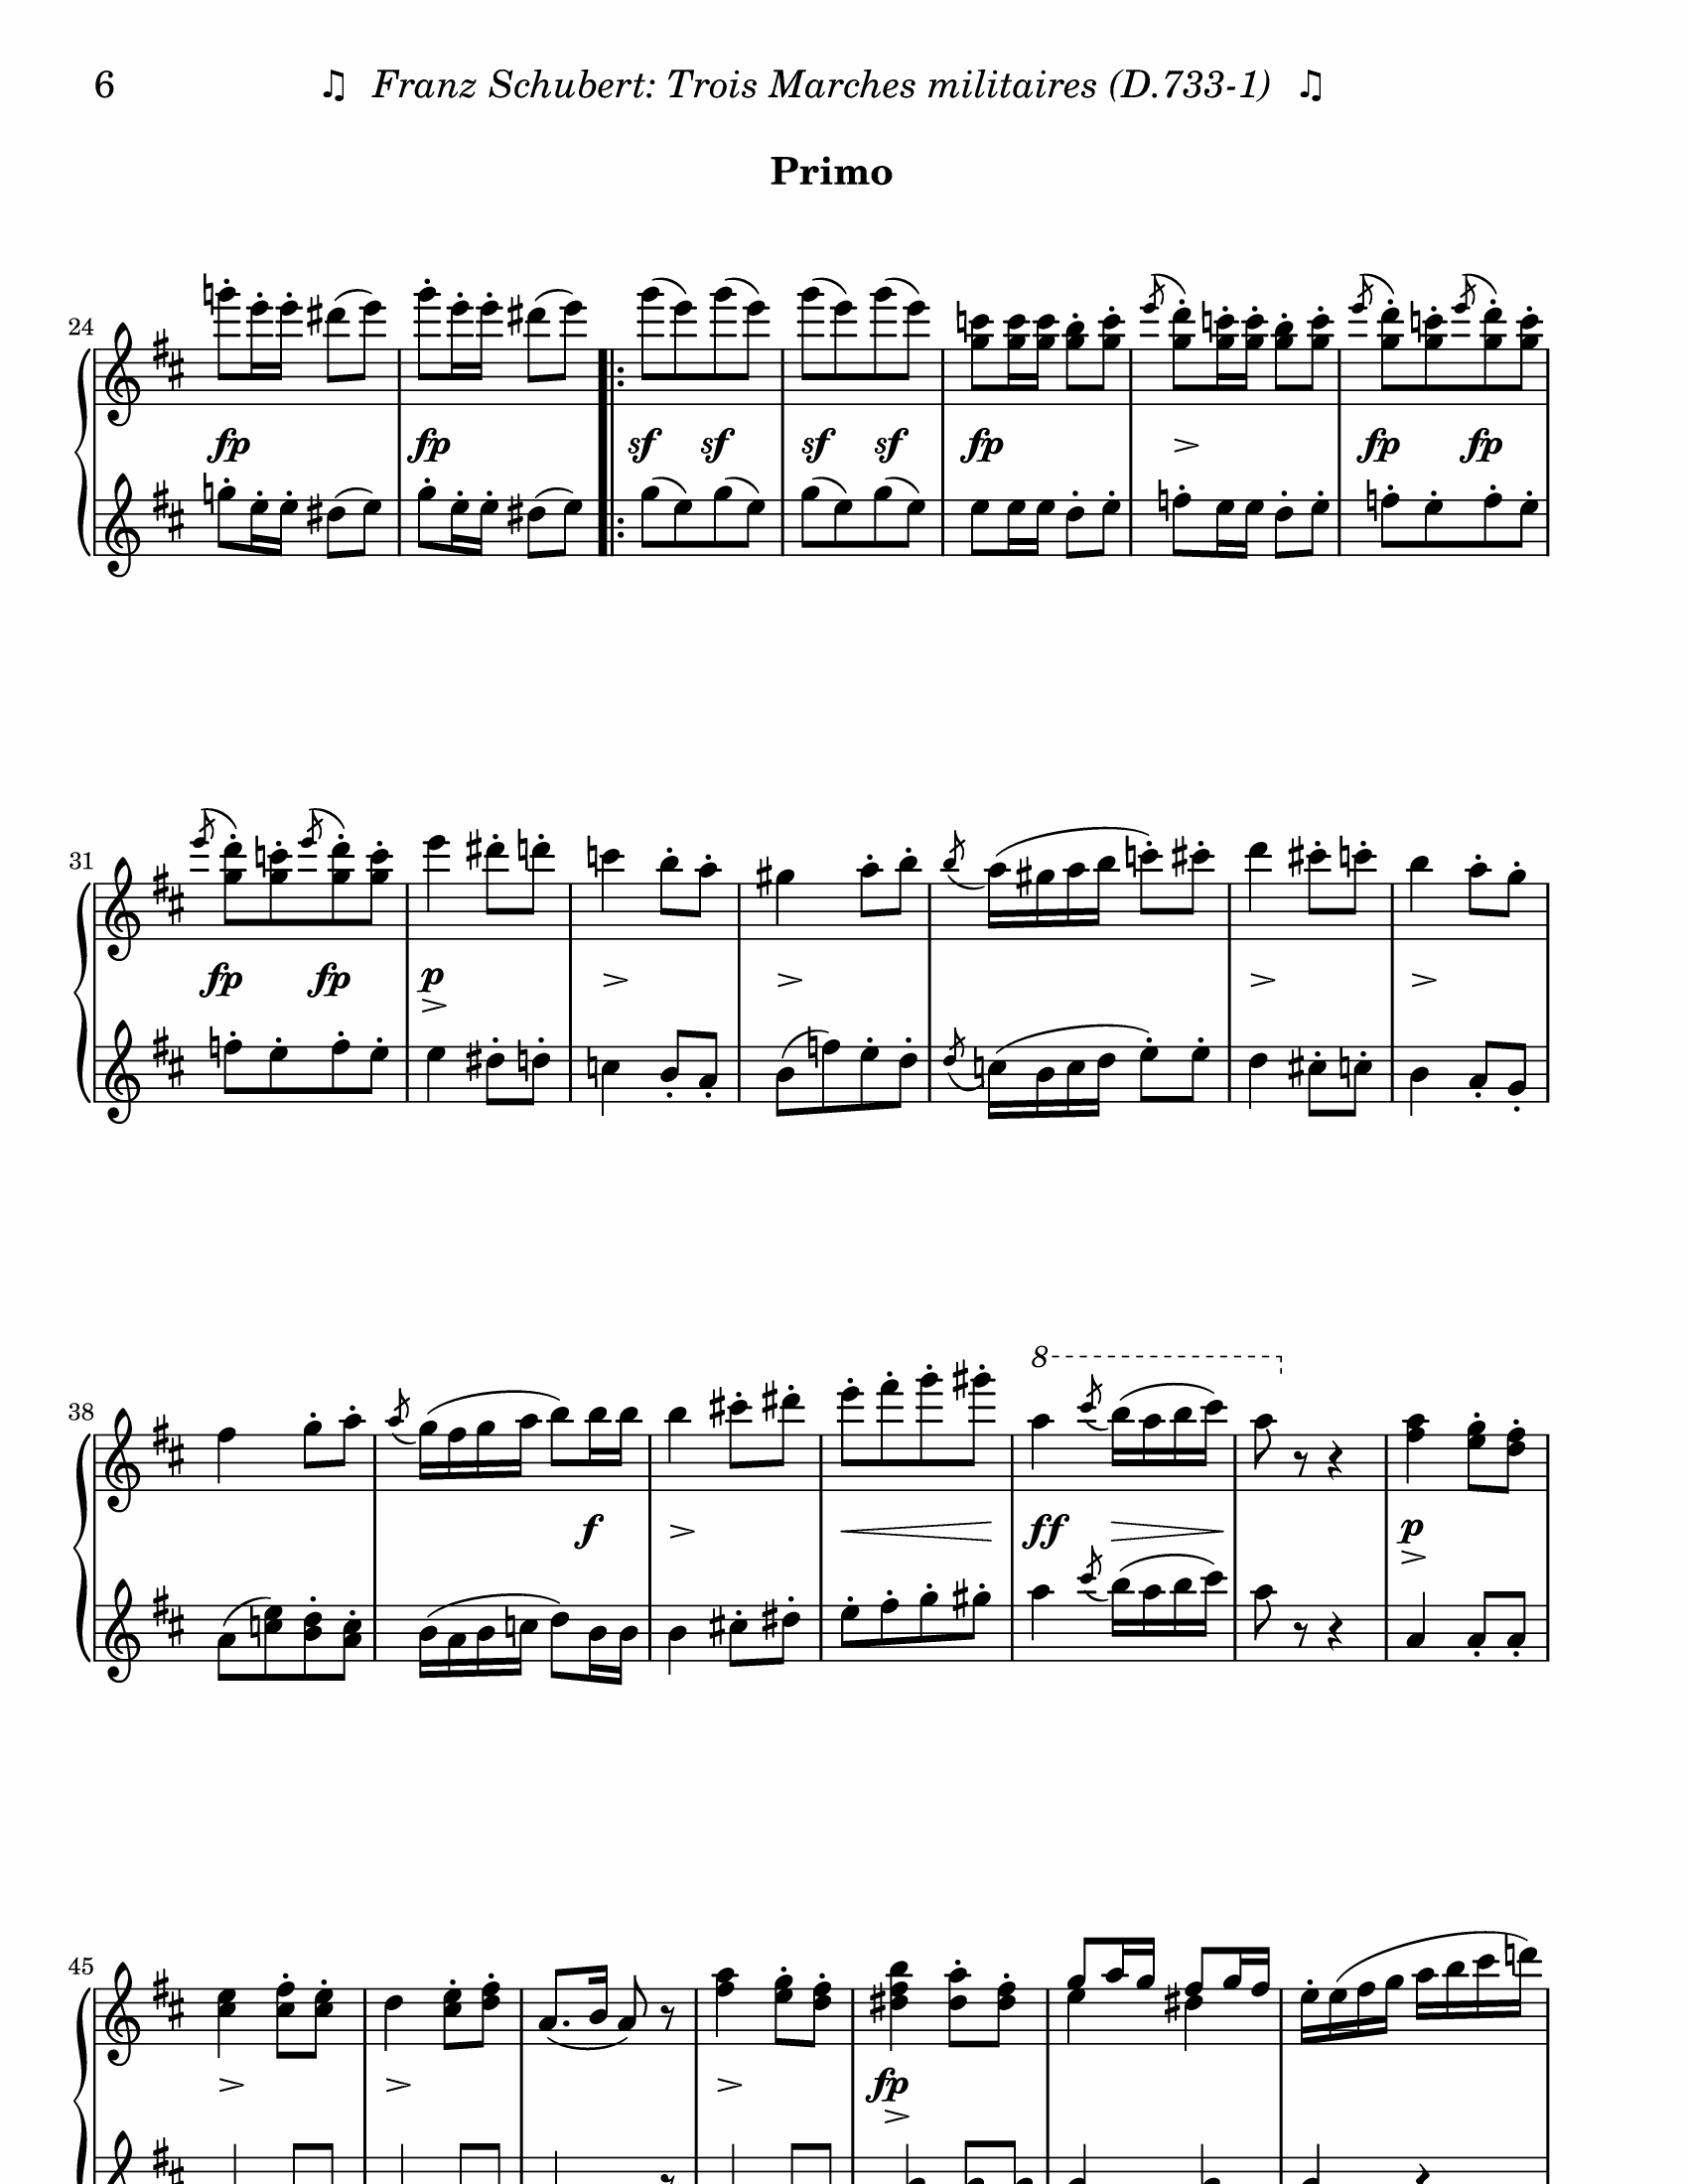 6 ♫ Franz Schubert: Trois Marches militaires (D.733-1) ♫
Primo
24
fp fp sf sf sf sf fp fp fp
31
fp fp p
38
8
f ff p
45
fp